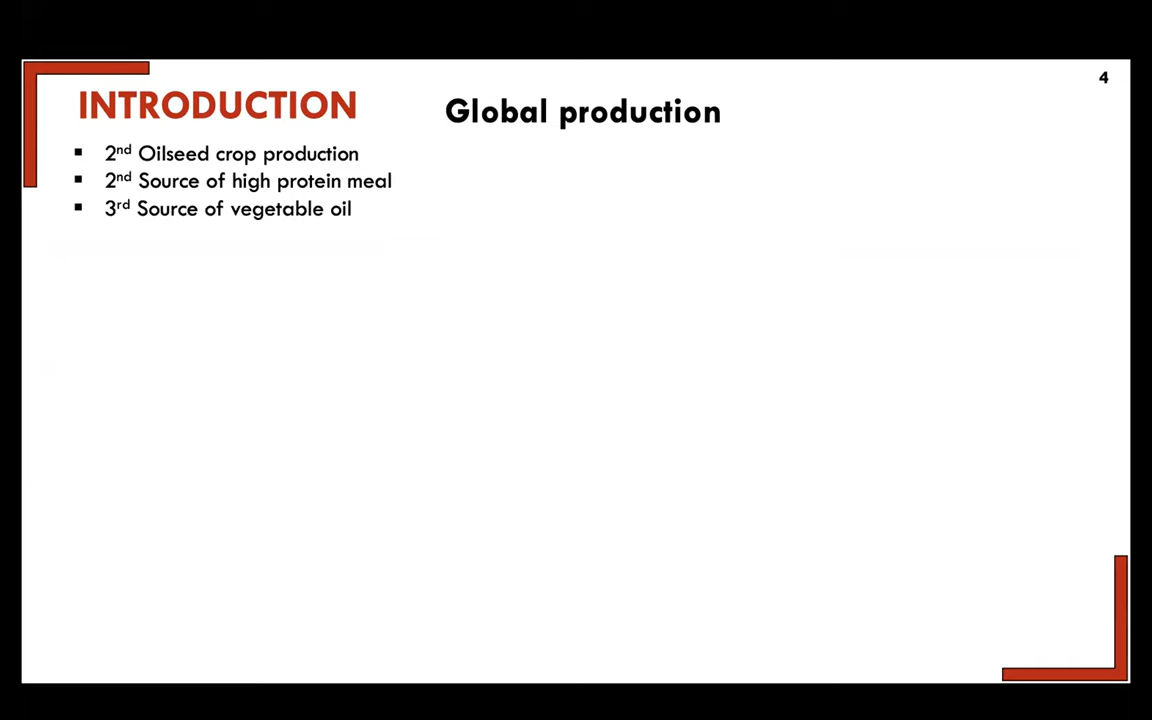 4
INTRODUCTION
Global production
▪ 2nd Oilseed crop production
▪ 2nd Source of high protein meal
▪ 3rd Source of vegetable oil